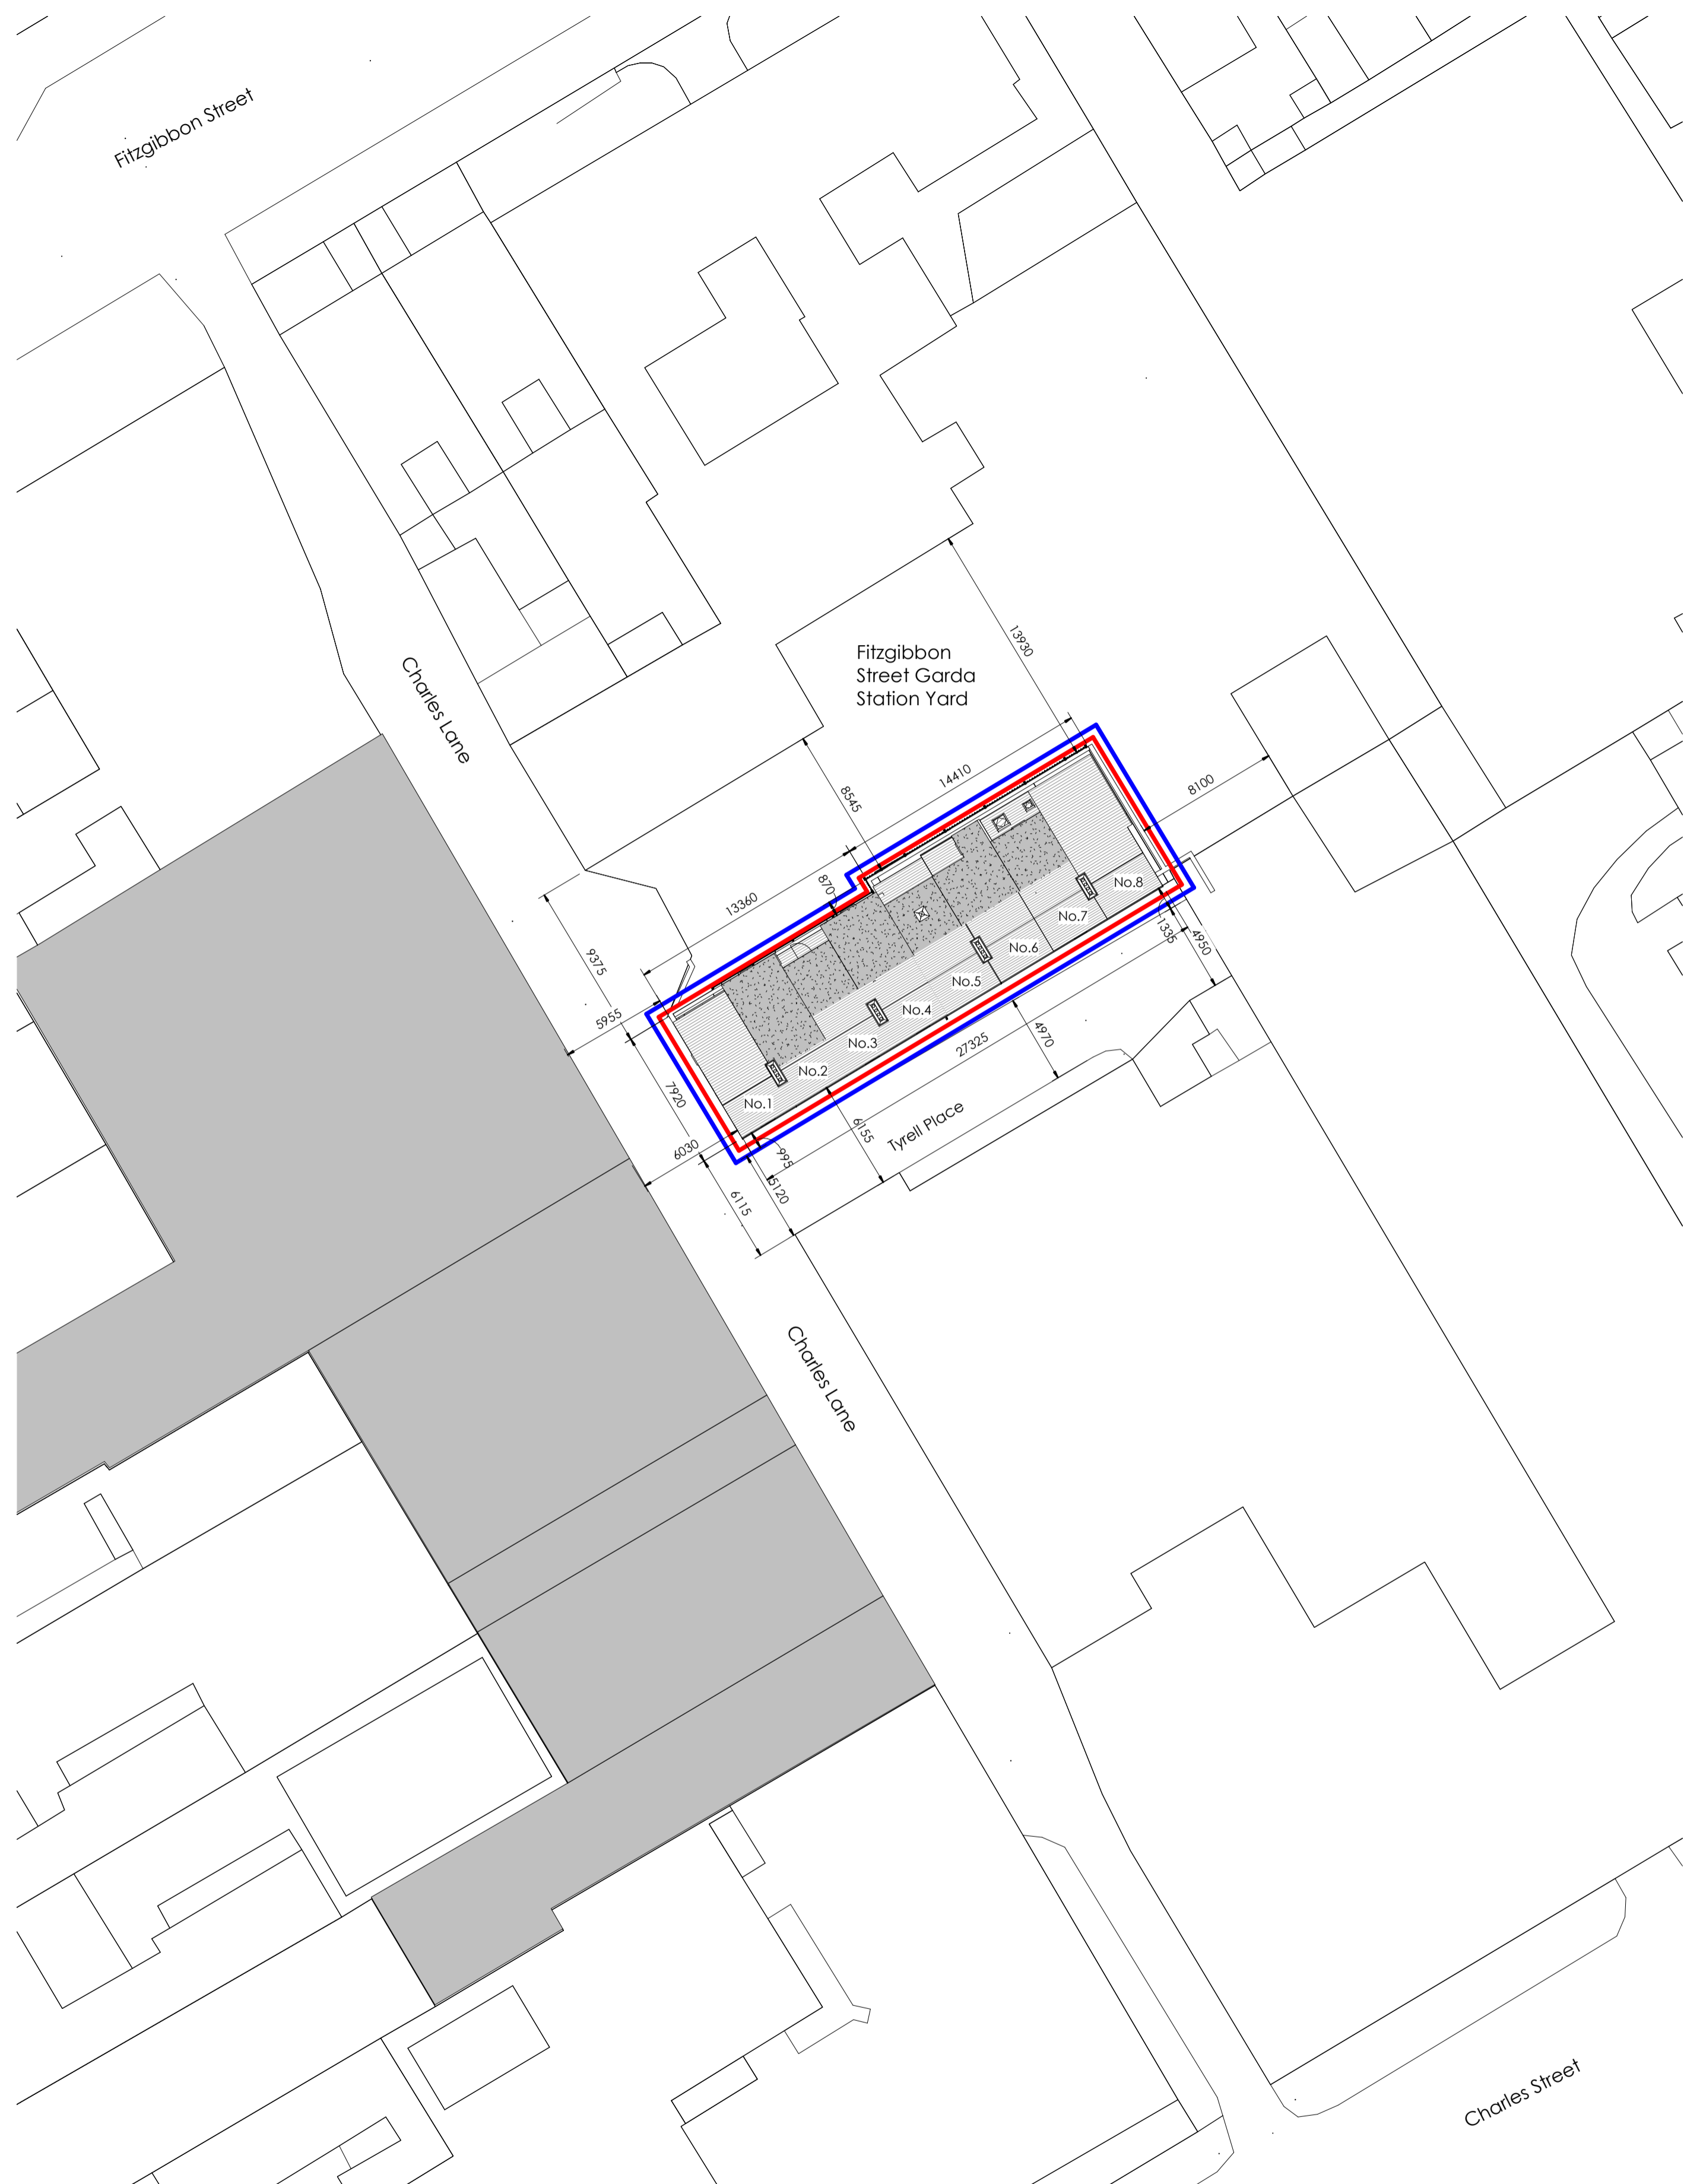 Fitzgibbon Street
Charles Lane
Fitzgibbon
Street Garda
Station Yard
13930
14410
8100
8545
870
13360
9375
5955
7920
6030
6115
5120
995
6155
4970
27325
1335
4950
No.8
No.7
No.6
No.5
No.4
No.3
No.2
No.1
Tyrell Place
Charles Lane
Charles Street